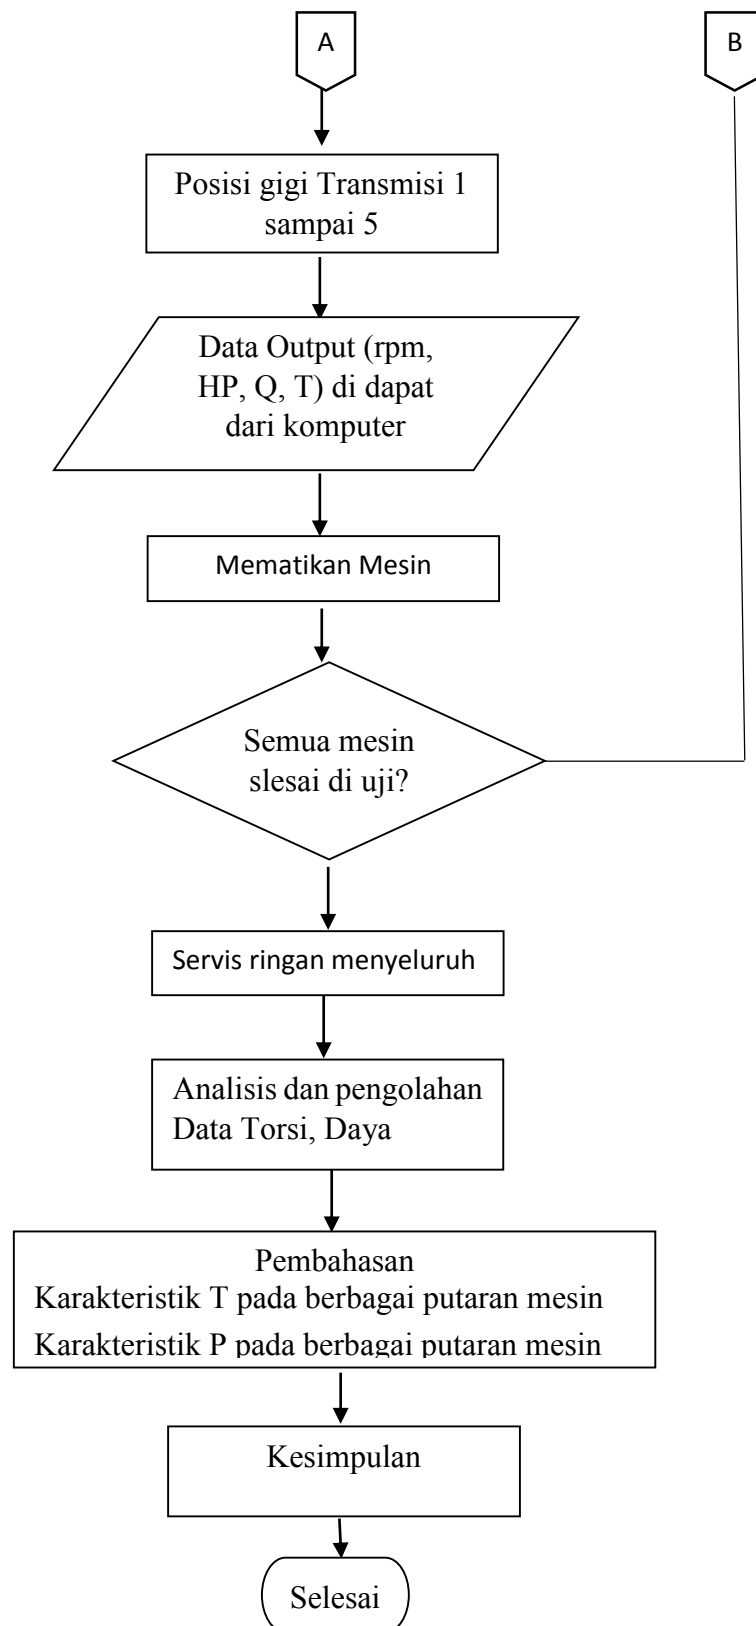 A
B
Posisi gigi Transmisi 1
sampai 5
Data Output (rpm,
HP, Q, T) di dapat
dari komputer
Mematikan Mesin
Semua mesin
slesai di uji?
Servis ringan menyeluruh
Analisis dan pengolahan
Data Torsi, Daya
Pembahasan
Karakteristik T pada berbagai putaran mesin
Karakteristik P pada berbagai putaran mesin
Kesimpulan
Selesai